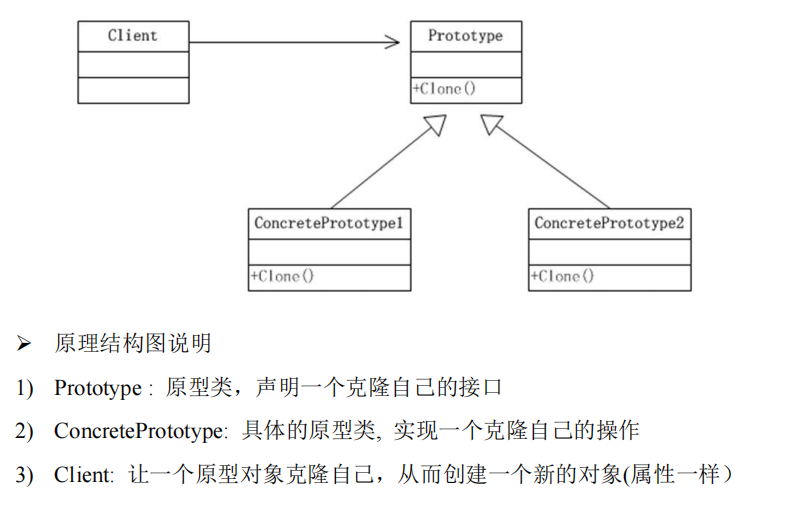 Client
Prototype
+Clone()
ConcretePrototype1
ConcretePrototype2
+Clone()
+Clone()
➢ 原理结构图说明
1) Prototype : 原型类，声明一个克隆自己的接口
2) ConcretePrototype: 具体的原型类, 实现一个克隆自己的操作
3) Client: 让一个原型对象克隆自己，从而创建一个新的对象(属性一样）